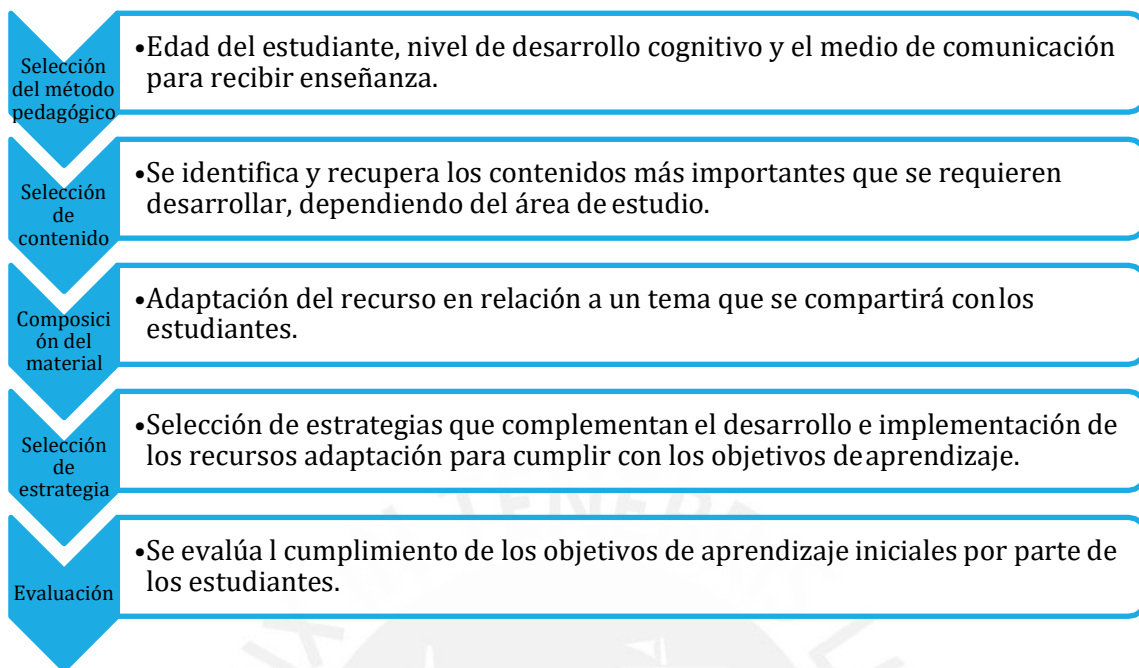 Selección
del método
pedagógico
•Edad del estudiante, nivel de desarrollo cognitivo y el medio de comunicación
para recibir enseñanza.
Selección
de
contenido
•Se identifica y recupera los contenidos más importantes que se requieren
desarrollar, dependiendo del área de estudio.
Composici
ón del
material
•Adaptación del recurso en relación a un tema que se compartirá conlos
estudiantes.
Selección
de
estrategia
•Selección de estrategias que complementan el desarrollo e implementación de
los recursos adaptación para cumplir con los objetivos deaprendizaje.
Evaluación
•Se evalúa l cumplimiento de los objetivos de aprendizaje iniciales por parte de
los estudiantes.